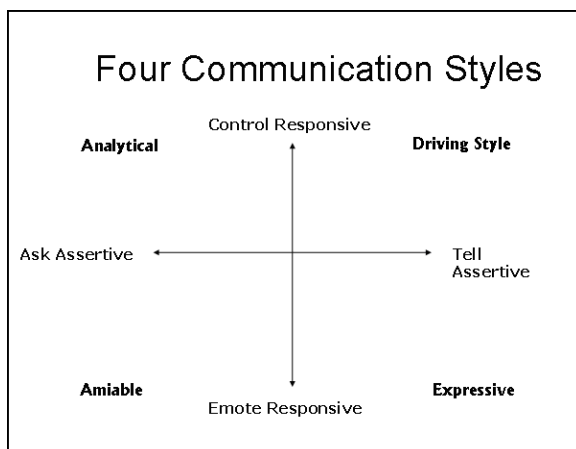 Four Communication Styles
Control Responsive
Analytical
Driving Style
Ask Assertive
Tell
Assertive
Amiable
Expressive
Emote Responsive